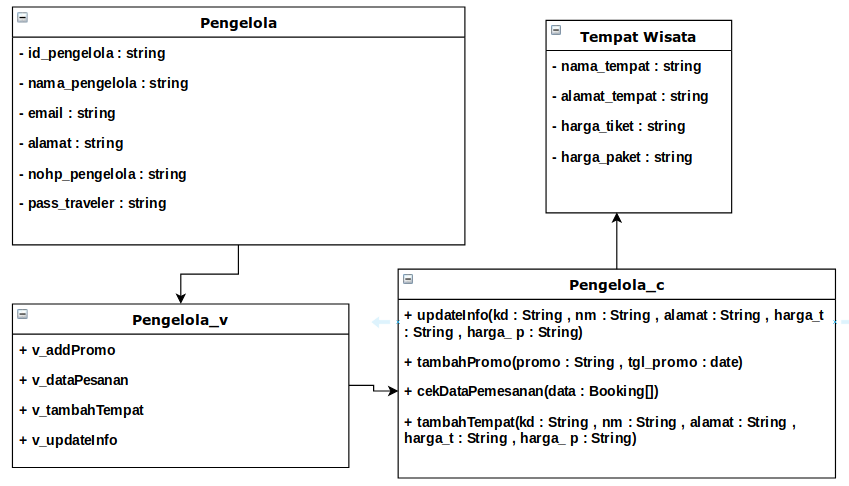 Pengelola
- id_pengelola : string
- nama_pengelola : string
- email : string
- alamat : string
- nohp_pengelola : string
- pass_traveler : string
Tempat Wisata
- nama_tempat : string
- alamat_tempat : string
- harga_tiket : string
- harga_paket : string
Pengelola_v
+ v_addPromo
+ v_dataPesanan
+ v_tambahTempat
+ v_updateInfo
Pengelola_c
+ updateInfo(kd : String , nm : String , alamat : String , harga_t
: String , harga_ p : String)
+ tambahPromo(promo : String , tgl_promo : date)
+ cekDataPemesanan(data : Booking[])
+ tambahTempat(kd : String , nm : String , alamat : String ,
harga_t : String , harga_ p : String)